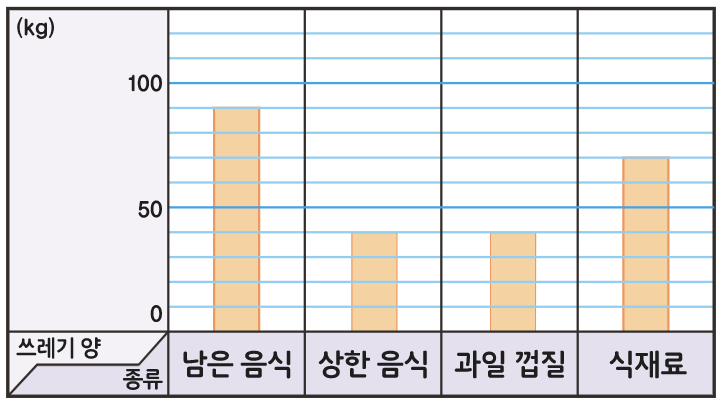 (kg)
100
50
0
쓰레기 양
종류
남은 음식
상한 음식
과일 껍질
식재료